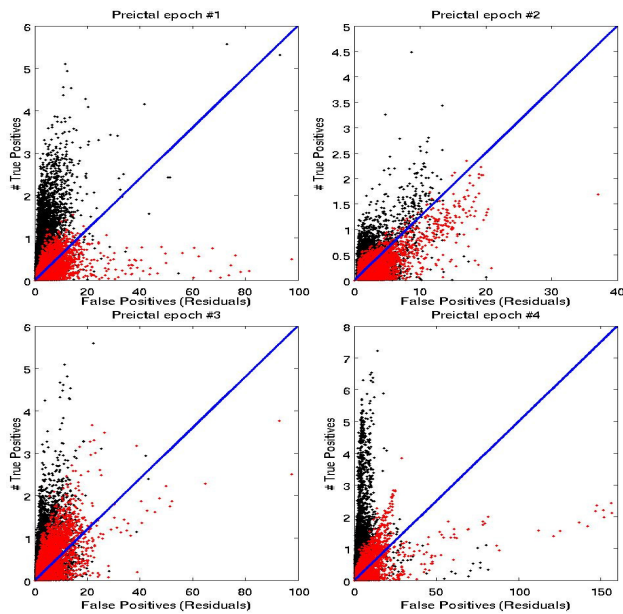 Preictal epoch #1
6
5
4
3
2
1
0
# True Positives
0 20 40 60 80 100
False Positives (Residuals)
Preictal epoch #2
5
4.5
4
3.5
3
2.5
2
1.5
1
0.5
0
# True Positives
0 10 20 30 40
False Positives (Residuals)
Preictal epoch #3
6
5
4
3
2
1
0
# True Positives
0 20 40 60 80 100
False Positives (Residuals)
Preictal epoch #4
8
7
6
5
4
3
2
1
0
# True Positives
0 50 100 150
False Positives (Residuals)